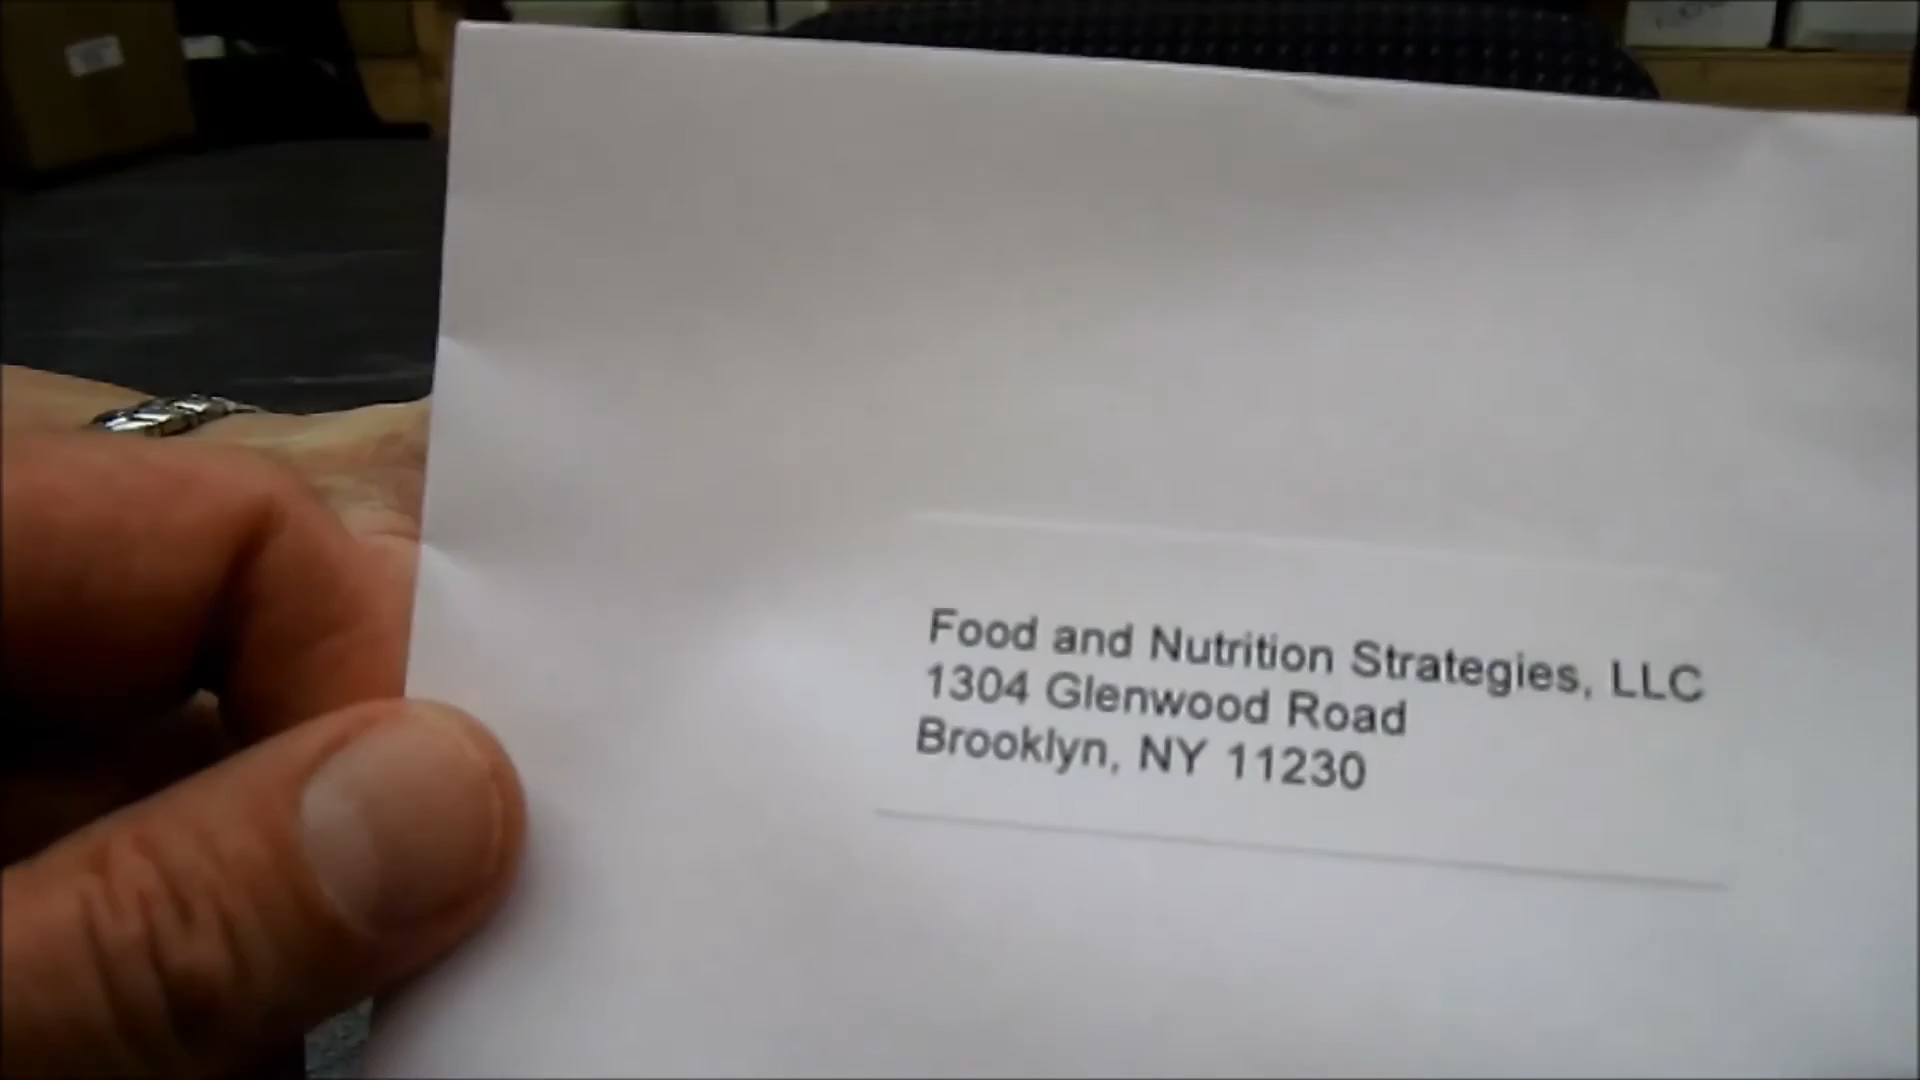 Food and Nutrition Strategies, LLC
1304 Glenwood Road
Brooklyn, NY 11230